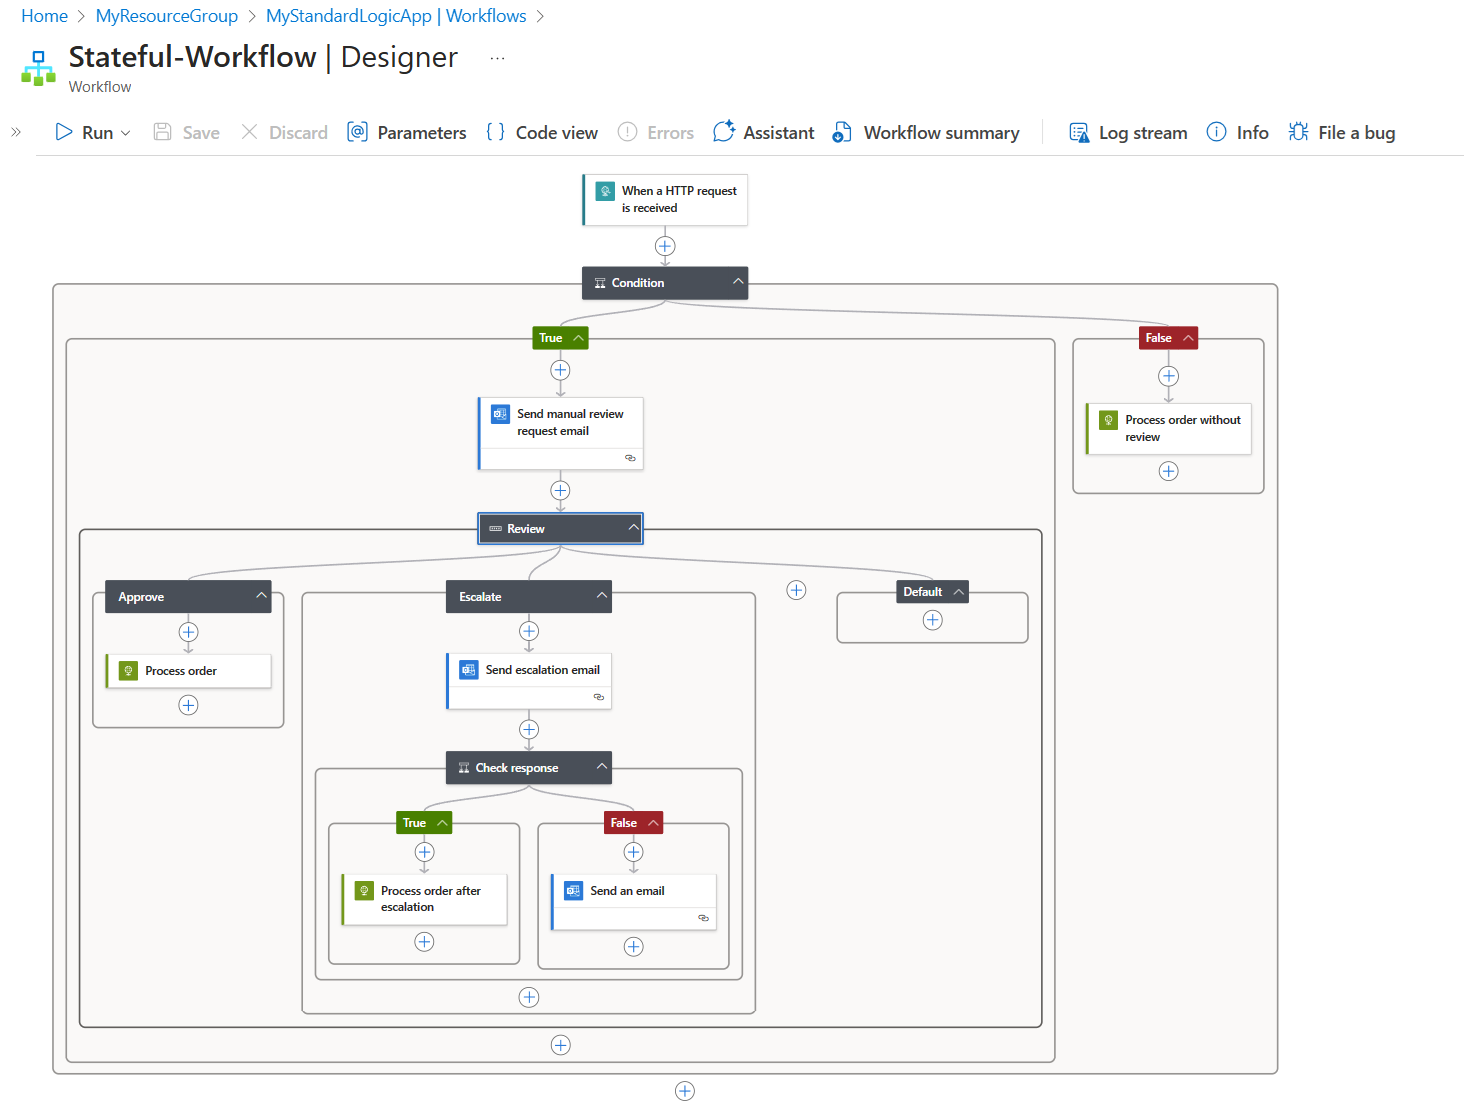 Home > MyResourceGroup > MyStandardLogicApp | Workflows >
Stateful-Workflow | Designer ...
Workflow
» Run Save Discard Parameters { } Code view Errors Assistant Workflow summary Log stream Info File a bug
When a HTTP request
is received
Condition
True
False
Send manual review
request email
Process order without
review
Review
Approve
Escalate
Default
Process order
Send escalation email
Check response
True
False
Process order after
escalation
Send an email